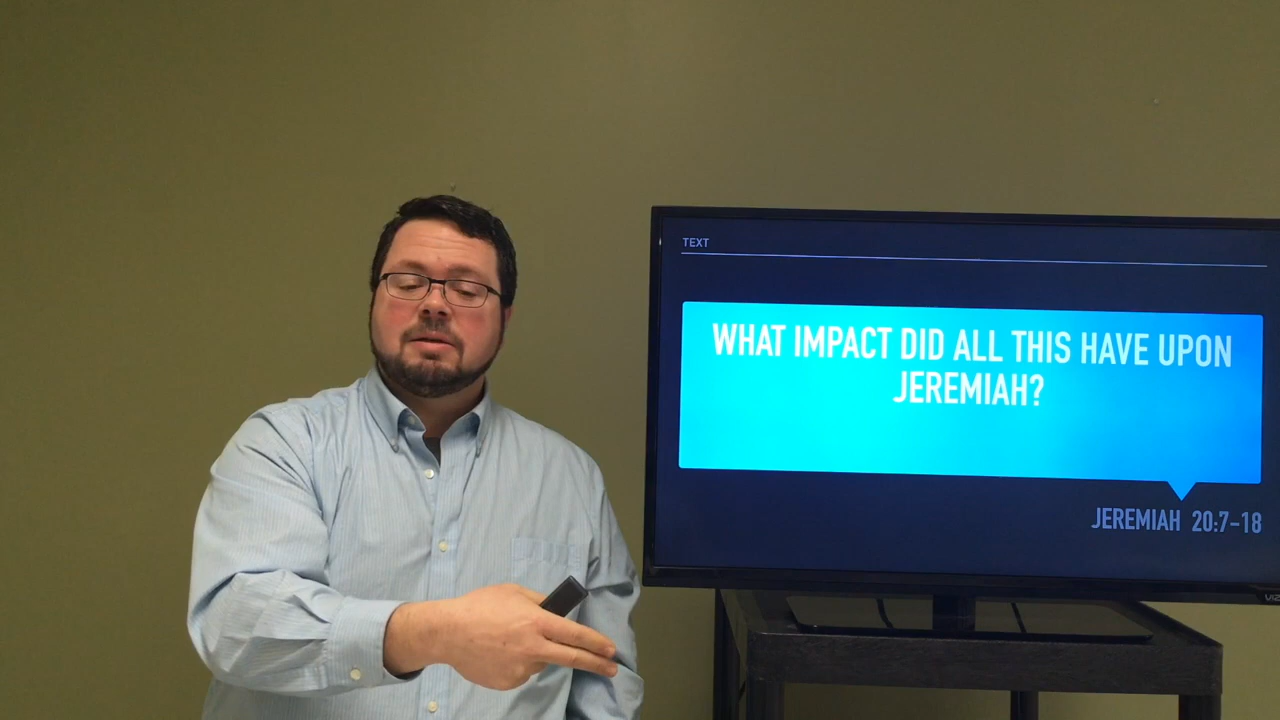 TEXT
WHAT IMPACT DID ALL THIS HAVE UPON
JEREMIAH?
JEREMIAH 20:7-18